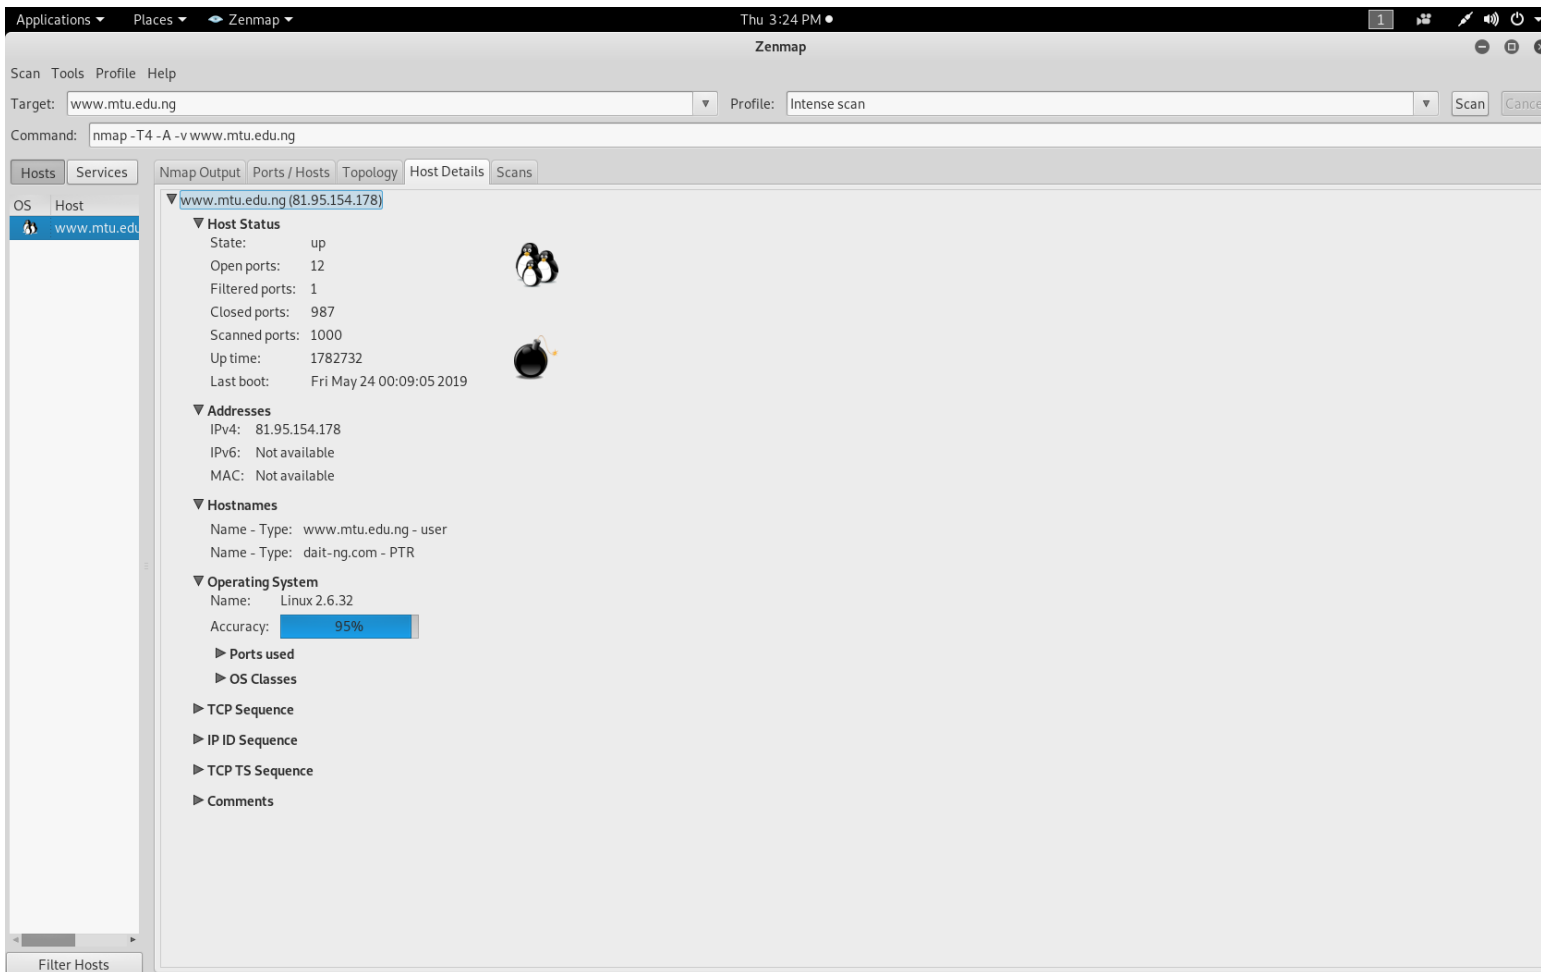 Applications Places Zenmap Thu 3:24 PM 1
Zenmap
Scan Tools Profile Help
Target: www.mtu.edu.ng Profile: Intense scan Scan Cance
Command: nmap -T4 -A -v www.mtu.edu.ng
Hosts Services Nmap Output Ports / Hosts Topology Host Details Scans
OS Host
www.mtu.edu
www.mtu.edu.ng (81.95.154.178)
Host Status
State: up
Open ports: 12
Filtered ports: 1
Closed ports: 987
Scanned ports: 1000
Up time: 1782732
Last boot: Fri May 24 00:09:05 2019
Addresses
IPv4: 81.95.154.178
IPv6: Not available
MAC: Not available
Hostnames
Name - Type: www.mtu.edu.ng - user
Name - Type: dait-ng.com - PTR
Operating System
Name: Linux 2.6.32
Accuracy: 95%
Ports used
OS Classes
TCP Sequence
IP ID Sequence
TCP TS Sequence
Comments
Filter Hosts